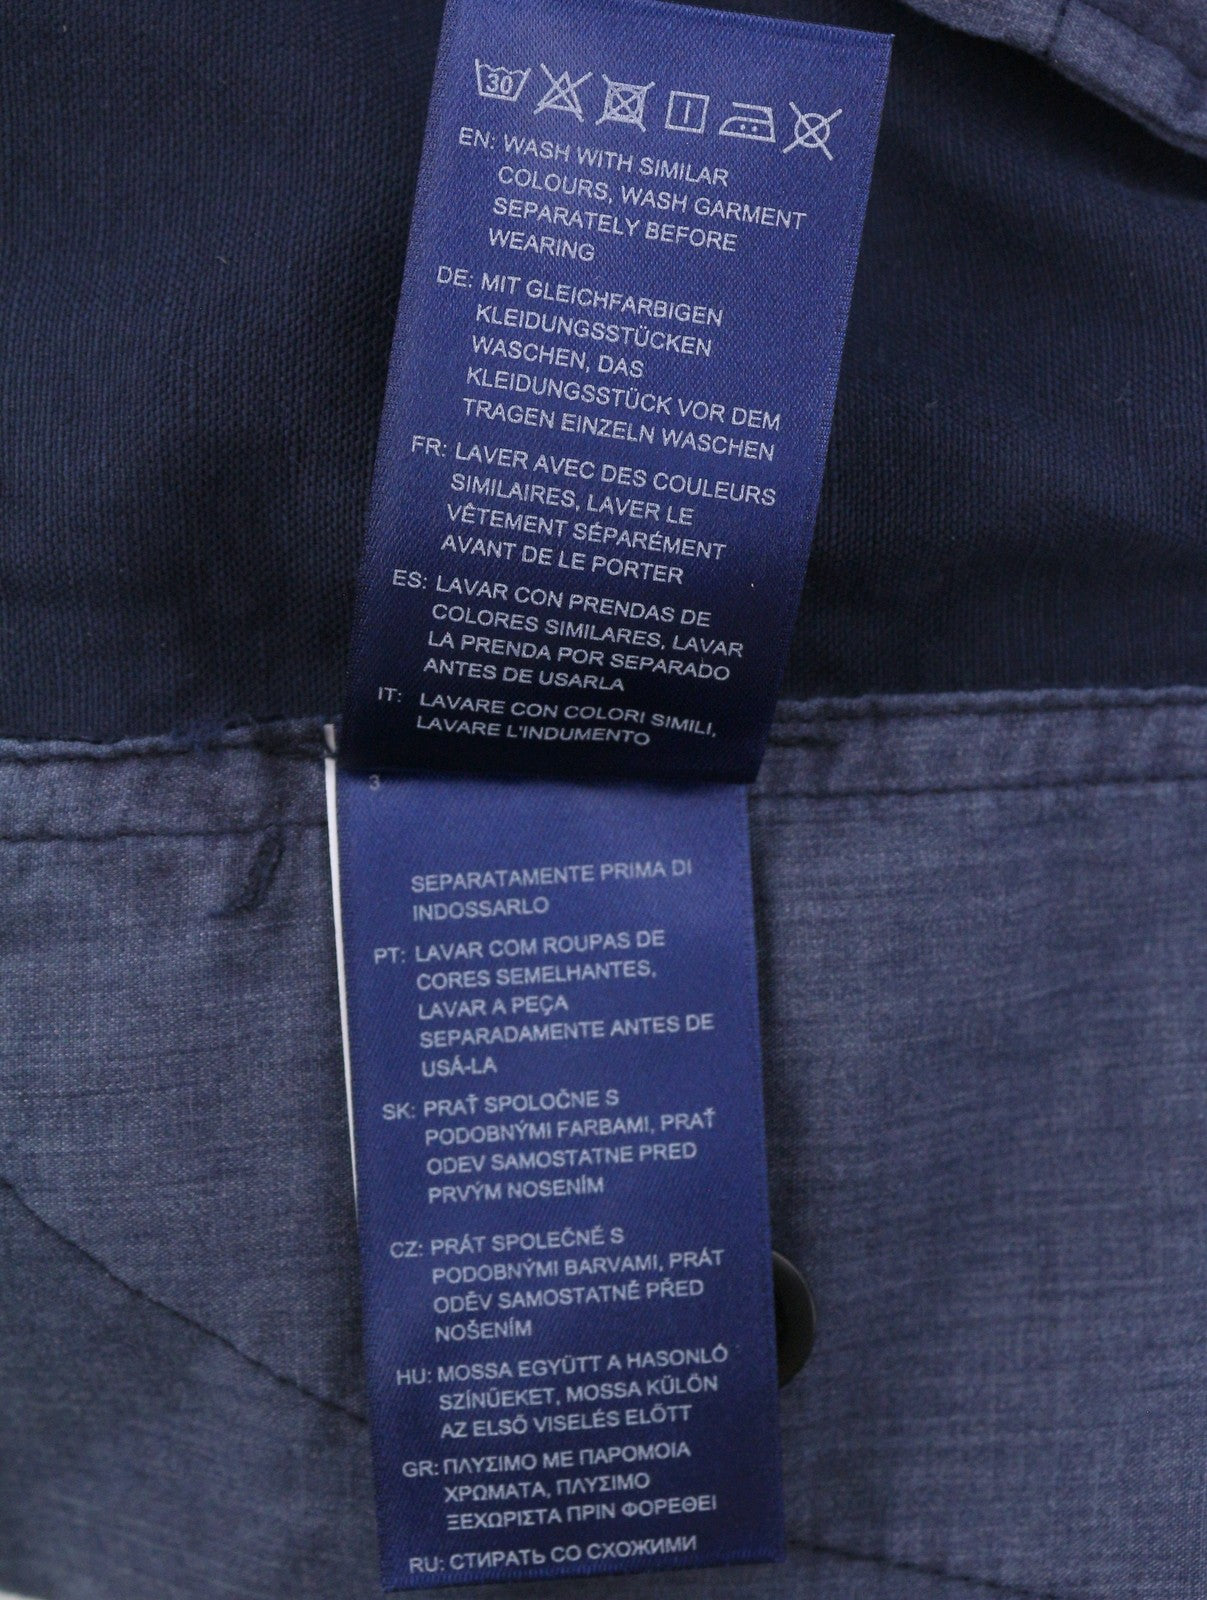 30
EN: WASH WITH SIMILAR
COLOURS, WASH GARMENT
SEPARATELY BEFORE
WEARING
DE: MIT GLEICHFARBIGEN
KLEIDUNGSSTÜCKEN
WASCHEN, DAS
KLEIDUNGSSTÜCK VOR DEM
TRAGEN EINZELN WASCHEN
FR: LAVER AVEC DES COULEURS
SIMILAIRES, LAVER LE
VÊTEMENT SÉPARÉMENT
AVANT DE LE PORTER
ES: LAVAR CON PRENDAS DE
COLORES SIMILARES, LAVAR
LA PRENDA POR SEPARADO
ANTES DE USARLA
IT: LAVARE CON COLORI SIMILI,
LAVARE L'INDUMENTO
3
SEPARATAMENTE PRIMA DI
INDOSSARLO
PT: LAVAR COM ROUPAS DE
CORES SEMELHANTES,
LAVAR A PEÇA
SEPARADAMENTE ANTES DE
USÁ-LA
SK: PRAŤ SPOLOČNE S
PODOBNÝMI FARBAMI, PRAŤ
ODEV SAMOSTATNE PRED
PRVÝM NOSENÍM
CZ: PRÁT SPOLEČNĚ S
PODOBNÝMI BARVAMI, PRÁT
ODĚV SAMOSTATNĚ PŘED
NOŠENÍM
HU: MOSSA EGYÜTT A HASONLÓ
SZÍNŰEKET, MOSSA KÜLÖN
AZ ELSŐ VISELÉS ELŐTT
GR: ΠΛΥΣΙΜΟ ΜΕ ΠΑΡΟΜΟΙΑ
ΧΡΩΜΑΤΑ, ΠΛΥΣΙΜΟ
ΞΕΧΩΡΙΣΤΑ ΠΡΙΝ ΦΟΡΕΘΕΙ
RU: СТИРАТЬ СО СХОЖИМИ